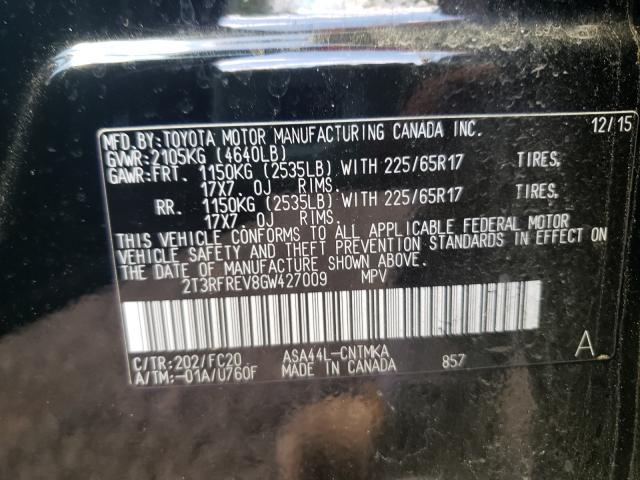 MFD.BY:TOYOTA MOTOR MANUFACTURING CANADA INC. 12/15
GVWR:2105KG (4640LB)
GAWR:FRT. 1150KG (2535LB) WITH 225/65R17 TIRES,
17X7.0J RIMS.
RR. 1150KG (2535LB) WITH 225/65R17 TIRES,
17X7.0J RIMS.
THIS VEHICLE CONFORMS TO ALL APPLICABLE FEDERAL MOTOR
VEHICLE SAFETY AND THEFT PREVENTION STANDARDS IN EFFECT ON
THE DATE OF MANUFACTURE SHOWN ABOVE.
2T3RFREV8GW427009 MPV
C/TR:202/FC20 ASA44L-CNTMKA 857 A
A/TM:-01A/U760F MADE IN CANADA